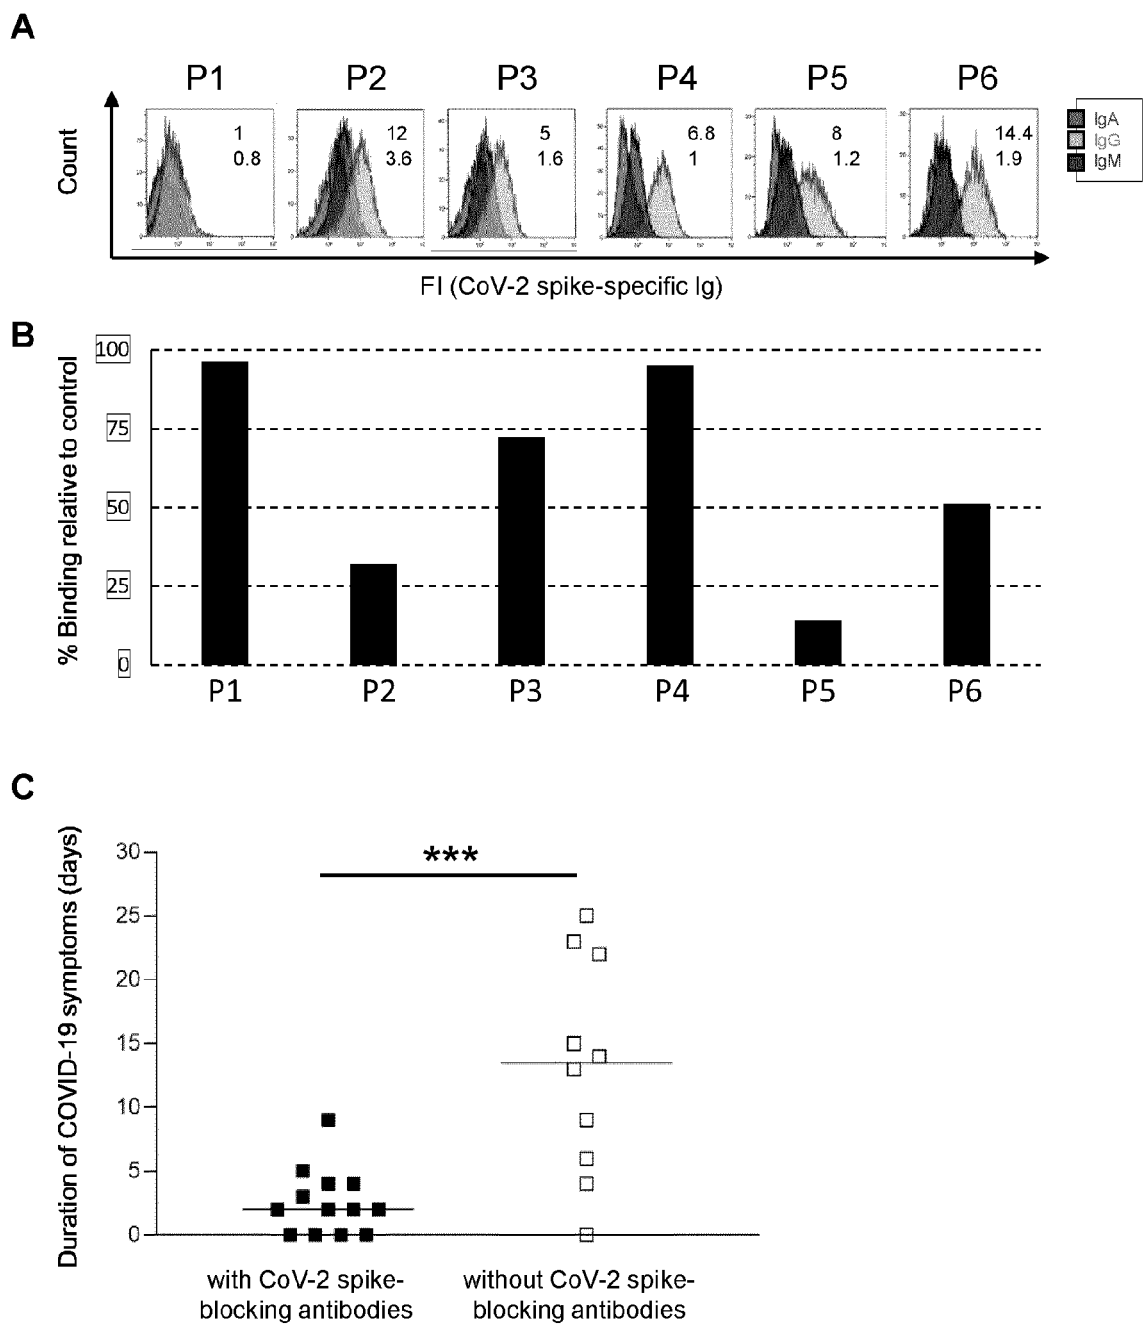 A
P1 P2 P3 P4 P5 P6
Count
1
0.8
12
3.6
5
1.6
6.8
1
8
1.2
14.4
1.9
IgA
IgG
IgM
FI (CoV-2 spike-specific Ig)
B
% Binding relative to control
100
75
50
25
0
P1 P2 P3 P4 P5 P6
C
Duration of COVID-19 symptoms (days)
30
25
20
15
10
5
0
***
with CoV-2 spike-
blocking antibodies
without CoV-2 spike-
blocking antibodies